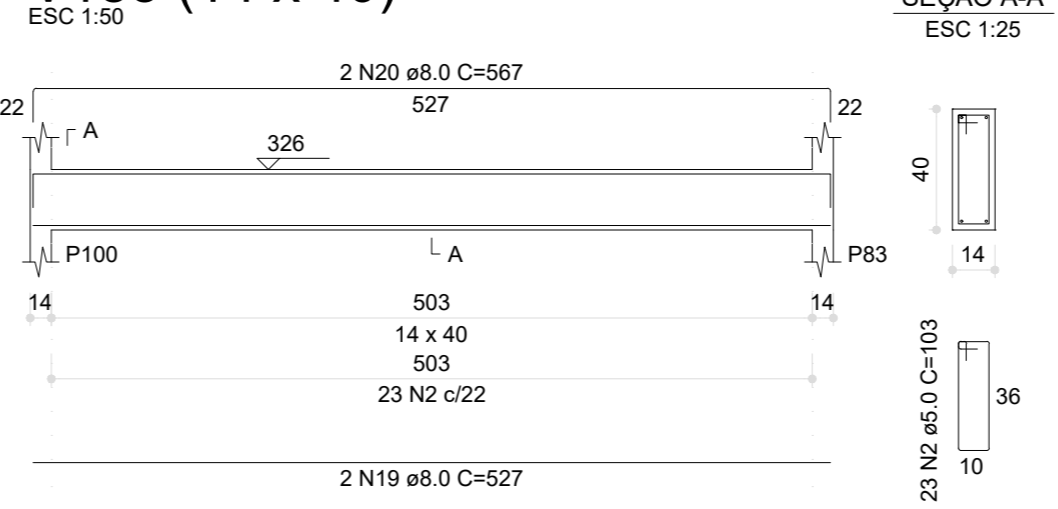 ESC 1:50
SEÇÃO A-A
ESC 1:25
2 N20 ø8.0 C=567
22
527
22
A
326
40
P100
A
P83
14
14
503
14
14 x 40
503
23 N2 c/22
23 N2 ø5.0 C=103
36
10
2 N19 ø8.0 C=527